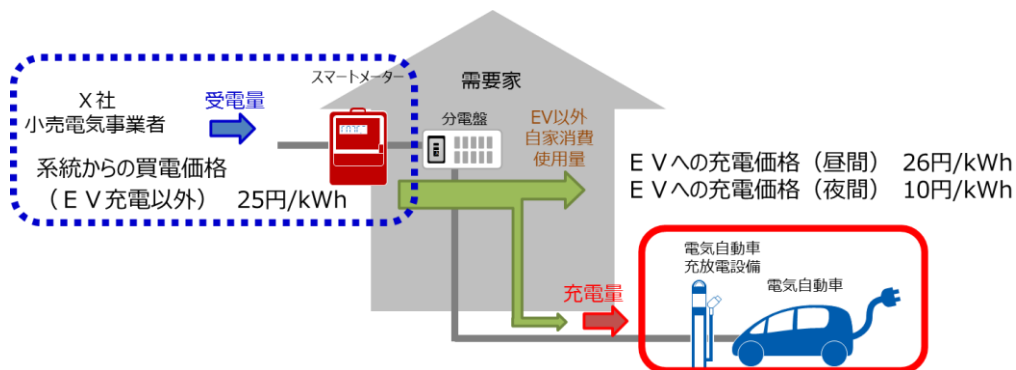 スマートメーター
需要家
X社
小売電気事業者
受電量
分電盤
EV以外
自家消費
使用量
系統からの買電価格
（EV充電以外） 25円/kWh
EVへの充電価格（昼間） 26円/kWh
EVへの充電価格（夜間） 10円/kWh
電気自動車
充放電設備
電気自動車
充電量